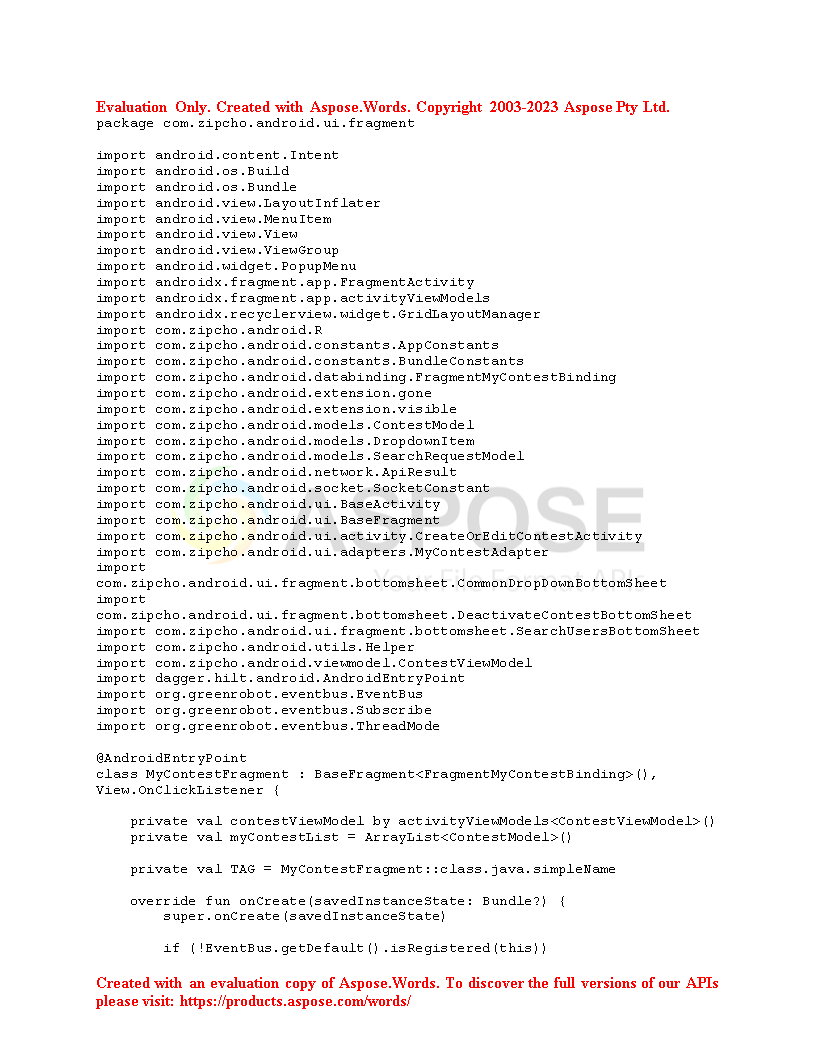 Evaluation Only. Created with Aspose.Words. Copyright 2003-2023 Aspose Pty Ltd.
package com.zipcho.android.ui.fragment

import android.content.Intent
import android.os.Build
import android.os.Bundle
import android.view.LayoutInflater
import android.view.MenuItem
import android.view.View
import android.view.ViewGroup
import android.widget.PopupMenu
import androidx.fragment.app.FragmentActivity
import androidx.fragment.app.activityViewModels
import androidx.recyclerview.widget.GridLayoutManager
import com.zipcho.android.R
import com.zipcho.android.constants.AppConstants
import com.zipcho.android.constants.BundleConstants
import com.zipcho.android.databinding.FragmentMyContestBinding
import com.zipcho.android.extension.gone
import com.zipcho.android.extension.visible
import com.zipcho.android.models.ContestModel
import com.zipcho.android.models.DropdownItem
import com.zipcho.android.models.SearchRequestModel
import com.zipcho.android.network.ApiResult
import com.zipcho.android.socket.SocketConstant
import com.zipcho.android.ui.BaseActivity
import com.zipcho.android.ui.BaseFragment
import com.zipcho.android.ui.activity.CreateOrEditContestActivity
import com.zipcho.android.ui.adapters.MyContestAdapter
import
com.zipcho.android.ui.fragment.bottomsheet.CommonDropDownBottomSheet
import
com.zipcho.android.ui.fragment.bottomsheet.DeactivateContestBottomSheet
import com.zipcho.android.ui.fragment.bottomsheet.SearchUsersBottomSheet
import com.zipcho.android.utils.Helper
import com.zipcho.android.viewmodel.ContestViewModel
import dagger.hilt.android.AndroidEntryPoint
import org.greenrobot.eventbus.EventBus
import org.greenrobot.eventbus.Subscribe
import org.greenrobot.eventbus.ThreadMode

@AndroidEntryPoint
class MyContestFragment : BaseFragment<FragmentMyContestBinding>(),
View.OnClickListener {

    private val contestViewModel by activityViewModels<ContestViewModel>()
    private val myContestList = ArrayList<ContestModel>()

    private val TAG = MyContestFragment::class.java.simpleName

    override fun onCreate(savedInstanceState: Bundle?) {
        super.onCreate(savedInstanceState)

        if (!EventBus.getDefault().isRegistered(this))

ASPOSE
Your File Format APIs
Created with an evaluation copy of Aspose.Words. To discover the full versions of our APIs
please visit: https://products.aspose.com/words/